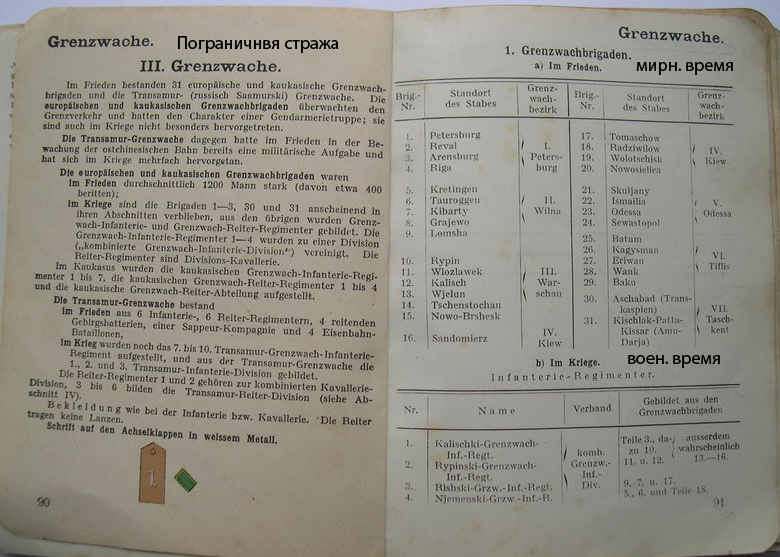 Grenzwache. Пограничнвя стража
III. Grenzwache.
Im Frieden bestanden 31 europäische und kaukasische Grenzwach-
brigaden und die Transamur- (russisch Saamurski) Grenzwache. Die
europäischen und kaukasischen Grenzwachbrigaden überwachten den
Grenzverkehr und hatten den Charakter einer Gendarmerietruppe; sie
sind auch im Kriege nicht besonders hervorgetreten.
Die Transamur-Grenzwache dagegen hatte im Frieden in der Be-
wachung der ostchinesischen Bahn bereits eine militärische Aufgabe und
hat sich im Kriege mehrfach hervorgetan.
Die europäischen und kaukasischen Grenzwachbrigaden waren
im Frieden durchschnittlich 1200 Mann stark (davon etwa 400
beritten);
im Kriege sind die Brigaden 1—3, 30 und 31 anscheinend in
ihren Abschnitten verblieben, aus den übrigen wurden Grenz-
wach-Infanterie- und Grenzwach-Reiter-Regimenter gebildet. Die
Grenzwach-Infanterie-Regimenter 1—4 wurden zu einer Division
(„kombinierte Grenzwach-Infanterie-Division“) vereinigt. Die
Reiter-Regimenter sind Divisions-Kavallerie.
Im Kaukasus wurden die kaukasischen Grenzwach-Infanterie-Regi-
menter 1 bis 7, die kaukasischen Grenzwach-Reiter-Regimenter 1 bis 4
und die kaukasische Grenzwach-Reiter-Abteilung aufgestellt.
Die Transamur-Grenzwache bestand
im Frieden aus 6 Infanterie-, 6 Reiter-Regimentern, 4 reitenden
Gebirgsbatterien, einer Sappeur-Kompagnie und 4 Eisenbahn-
Bataillonen,
im Krieg wurden noch das 7. bis 10. Transamur-Grenzwach-Infanterie-
Regiment aufgestellt, und aus der Transamur-Grenzwache die
1., 2. und 3. Transamur-Infanterie-Division gebildet.
Die Reiter-Regimenter 1 und 2 gehören zur kombinierten Kavallerie-
Division, 3 bis 6 bilden die Transamur-Reiter-Division (siehe Ab-
schnitt IV).
Bekleidung wie bei der Infanterie bzw. Kavallerie. Die Reiter
tragen keine Lanzen.
Schrift auf den Achselklappen in weissem Metall.
1
90
Grenzwache.
1. Grenzwachbrigaden.
a) Im Frieden. мирн. время
Brig.-Nr. Standort des Stabes Grenz-wach-bezirk Brig.-Nr. Standort des Stabes Grenz-wach-bezirk
1. Petersburg
2. Reval
3. Arensburg
4. Riga
I. Peters-burg
5. Kretingen
6. Tauroggen
7. Kibarty
8. Grajewo
9. Lomsha
II. Wilna
10. Rypin
11. Wlozlawek
12. Kalisch
13. Wjelun
14. Tschenstochau
15. Nowo-Brshesk
III. War-schau
16. Sandomierz
IV. Kiew
17. Tomaschow
18. Radziwilow
19. Wolotschisk
20. Nowosielica
IV. Kiew
21. Skuljany
22. Ismailia
23. Odessa
24. Sewastopol
V. Odessa
25. Batum
26. Kagysman
27. Eriwan
28. Wank
29. Baku
VI. Tiflis
30. Aschabad (Trans-
kaspien)
31. Kischlak-Patta-
Kissar (Amu-
Darja)
VII. Tasch-kent
b) Im Kriege. воен. время
Infanterie-Regimenter.
Nr. Name Verband Gebildet aus den Grenzwachbrigaden
1. Kalischki-Grenzwach-
Inf.-Regt.
2. Rypinski-Grenzwach-
Inf.-Regt.
3. Rishski-Grzw.-Inf.-Regt.
4. Njemenski-Grzw.-Inf.-R.
komb.
Grenzw.-
Inf.-
Div.
Teile 3., da-
zu 10.
11. u. 12.
ausserdem
wahrscheinlich
13.—16.
9, 7. u. 17.
5., 6. und Teile 18.
91